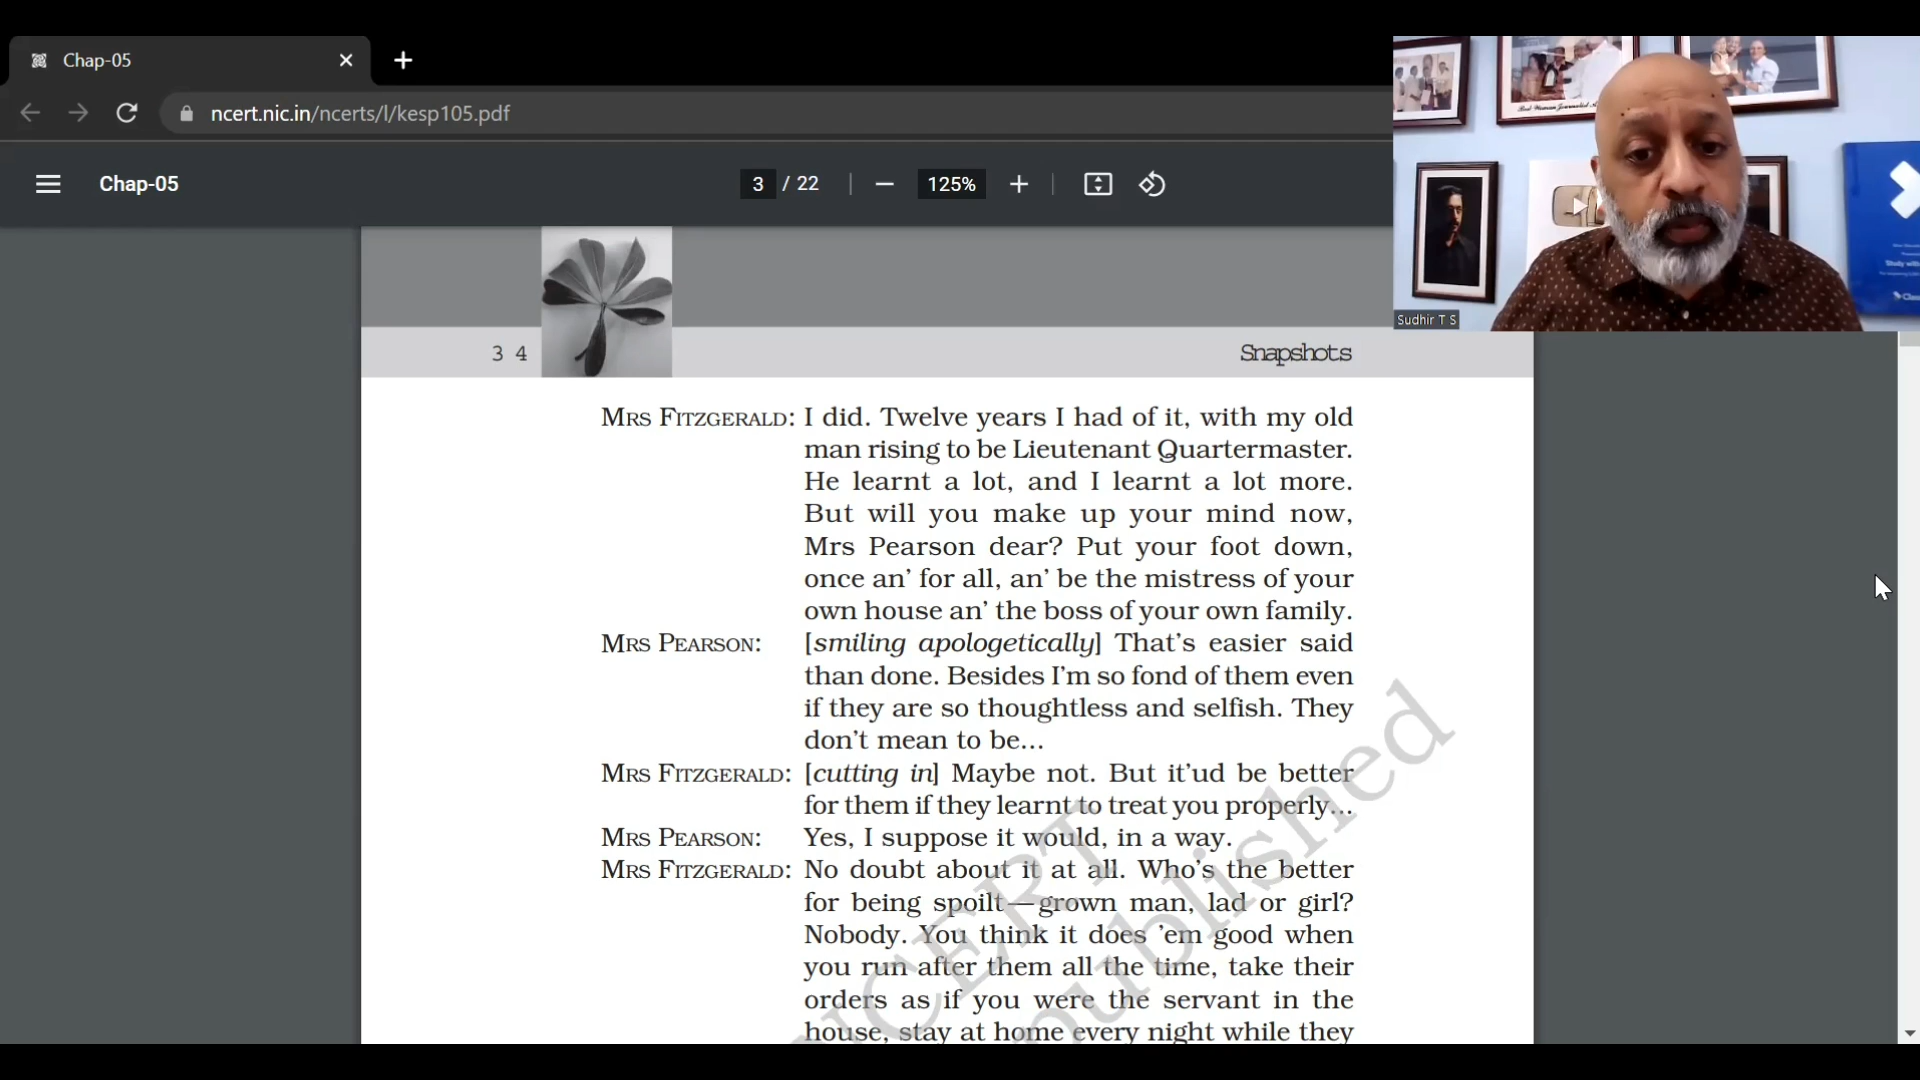 Chap-05
ncert.nic.in/ncerts/l/kesp105.pdf
Chap-05
3 / 22
125%
Sudhir T S
3 4
Snapshots
MRS FITZGERALD: I did. Twelve years I had of it, with my old
man rising to be Lieutenant Quartermaster.
He learnt a lot, and I learnt a lot more.
But will you make up your mind now,
Mrs Pearson dear? Put your foot down,
once an’ for all, an’ be the mistress of your
own house an’ the boss of your own family.
MRS PEARSON: [smiling apologetically] That’s easier said
than done. Besides I’m so fond of them even
if they are so thoughtless and selfish. They
don’t mean to be...
MRS FITZGERALD: [cutting in] Maybe not. But it’ud be better
for them if they learnt to treat you properly...
MRS PEARSON: Yes, I suppose it would, in a way.
MRS FITZGERALD: No doubt about it at all. Who’s the better
for being spoilt—grown man, lad or girl?
Nobody. You think it does ’em good when
you run after them all the time, take their
orders as if you were the servant in the
house, stay at home every night while they
NCERT
published